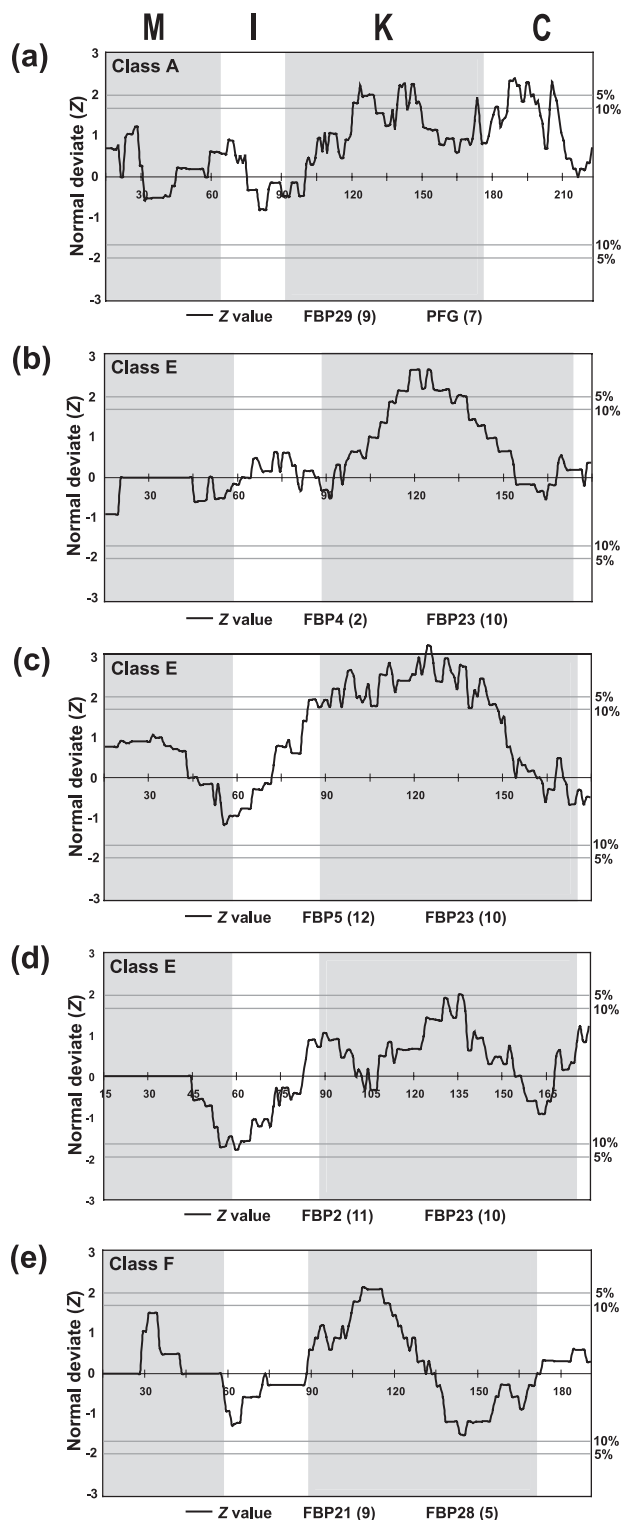 M I K C
(a)
Class A
Normal deviate (Z)
3
2
1
0
-1
-2
-3
30 60 90 120 150 180 210
5%
10%
10%
5%
Z value FBP29 (9) PFG (7)
(b)
Class E
Normal deviate (Z)
3
2
1
0
-1
-2
-3
30 60 90 120 150
5%
10%
10%
5%
Z value FBP4 (2) FBP23 (10)
(c)
Class E
Normal deviate (Z)
3
2
1
0
-1
-2
-3
30 60 90 120 150
5%
10%
10%
5%
Z value FBP5 (12) FBP23 (10)
(d)
Class E
Normal deviate (Z)
3
2
1
0
-1
-2
-3
15 30 45 60 75 90 105 120 135 150 165
5%
10%
10%
5%
Z value FBP2 (11) FBP23 (10)
(e)
Class F
Normal deviate (Z)
3
2
1
0
-1
-2
-3
30 60 90 120 150 180
5%
10%
10%
5%
Z value FBP21 (9) FBP28 (5)